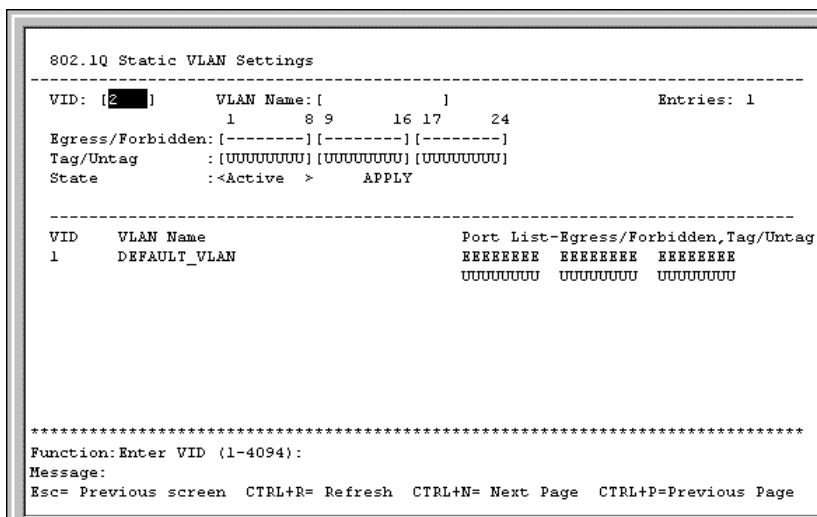 802.1Q Static VLAN Settings
--------------------------------------------------------------------------------
VID: [2    ]      VLAN Name:[            ]                     Entries: 1
1       8 9      16 17     24
Egress/Forbidden:[--------][--------][--------]
Tag/Untag       :[UUUUUUUU][UUUUUUUU][UUUUUUUU]
State           :<Active  >     APPLY
--------------------------------------------------------------------------------
VID    VLAN Name                          Port List-Egress/Forbidden,Tag/Untag
1      DEFAULT_VLAN                       EEEEEEEE  EEEEEEEE  EEEEEEEE
UUUUUUUU  UUUUUUUU  UUUUUUUU
********************************************************************************
Function:Enter VID (1-4094):
Message:
Esc= Previous screen  CTRL+R= Refresh  CTRL+N= Next Page  CTRL+P=Previous Page